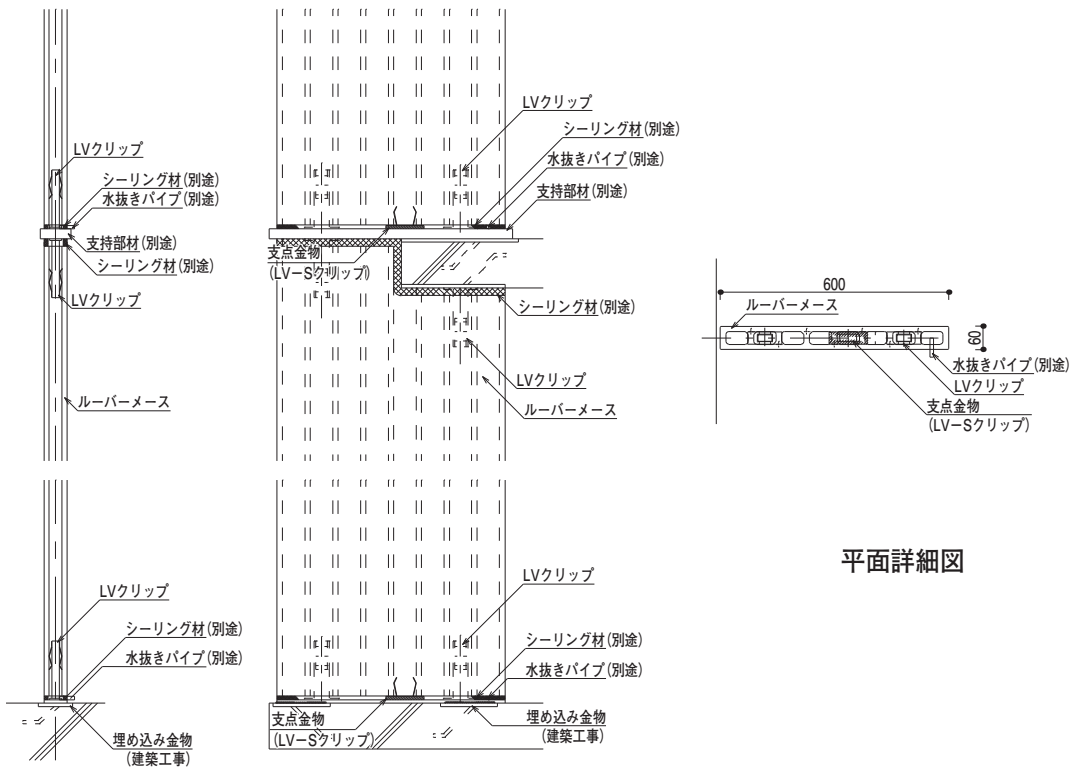 LVクリップ
シーリング材(別途)
水抜きパイプ(別途)
支持部材(別途)
シーリング材(別途)
LVクリップ
ルーバーメース
LVクリップ
シーリング材(別途)
水抜きパイプ(別途)
埋め込み金物
(建築工事)
LVクリップ
シーリング材(別途)
水抜きパイプ(別途)
支持部材(別途)
支点金物
(LV−Sクリップ)
シーリング材(別途)
LVクリップ
ルーバーメース
LVクリップ
シーリング材(別途)
水抜きパイプ(別途)
支点金物
(LV−Sクリップ)
埋め込み金物
(建築工事)
600
ルーバーメース
60
水抜きパイプ(別途)
LVクリップ
支点金物
(LV−Sクリップ)
平面詳細図